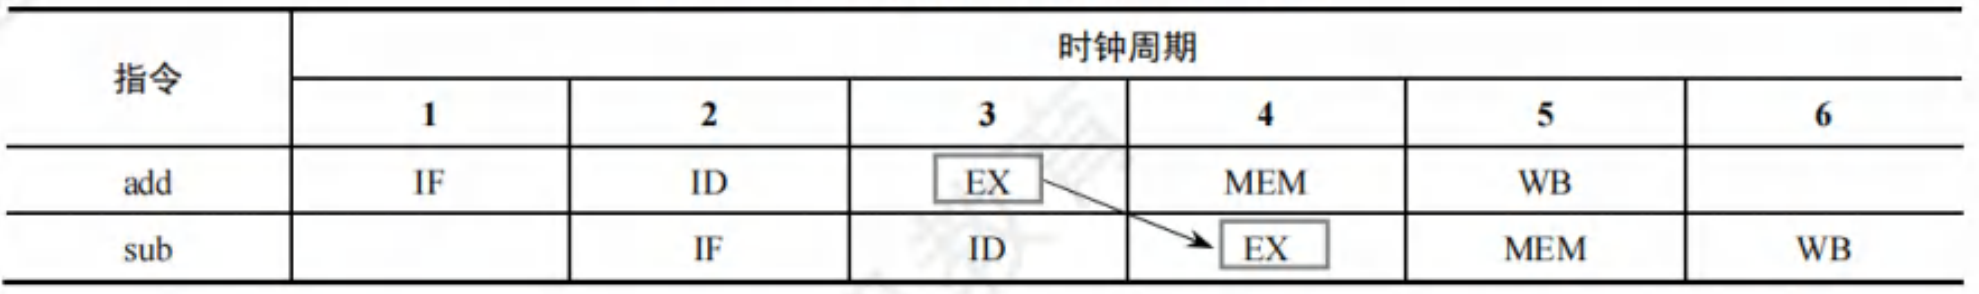 指令 时钟周期
1 2 3 4 5 6
add IF ID EX MEM WB
sub IF ID EX MEM WB